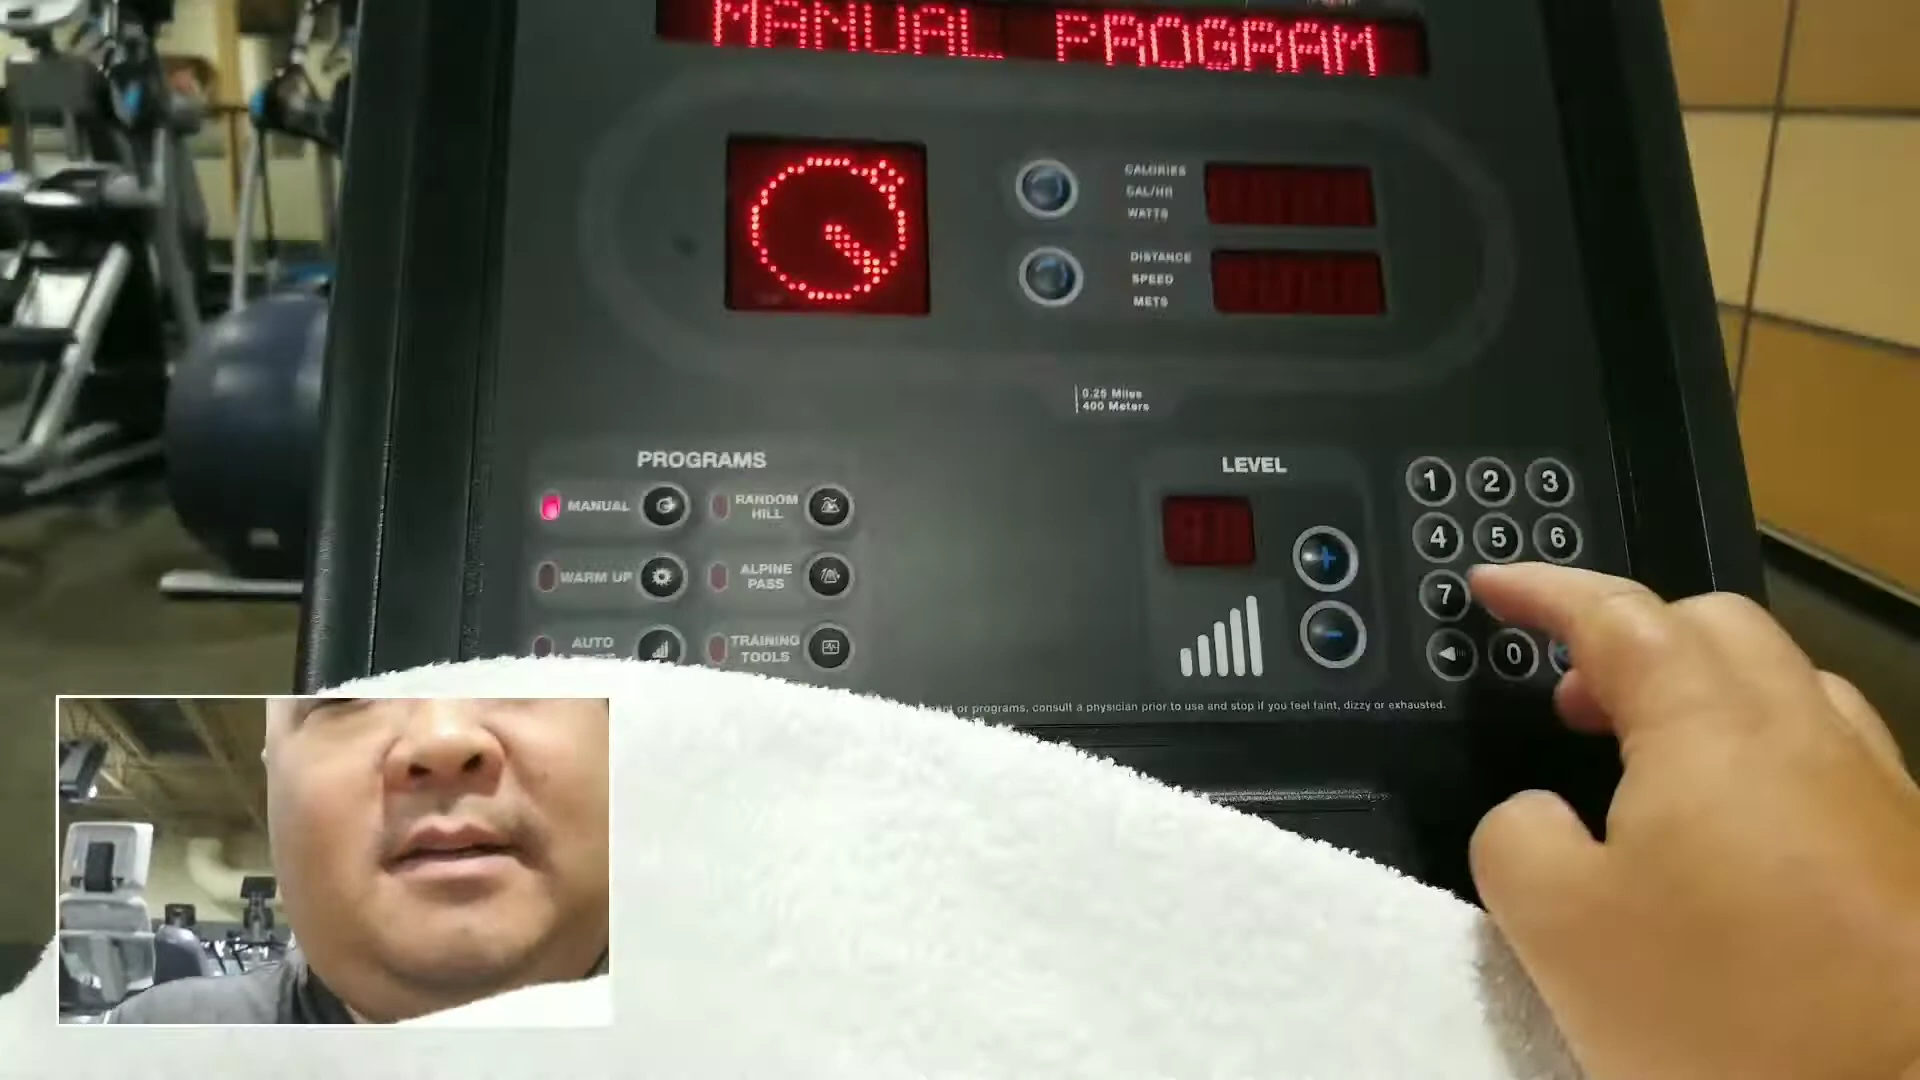 MANUAL PROGRAM
CALORIES
CAL/HR
WATTS
DISTANCE
SPEED
METS
0.25 Miles
400 Meters
PROGRAMS
MANUAL
RANDOM
HILL
WARM UP
ALPINE
PASS
AUTO
TRAINING
TOOLS
LEVEL
+
-
1 2 3
4 5 6
7
0
or programs, consult a physician prior to use and stop if you feel faint, dizzy or exhausted.